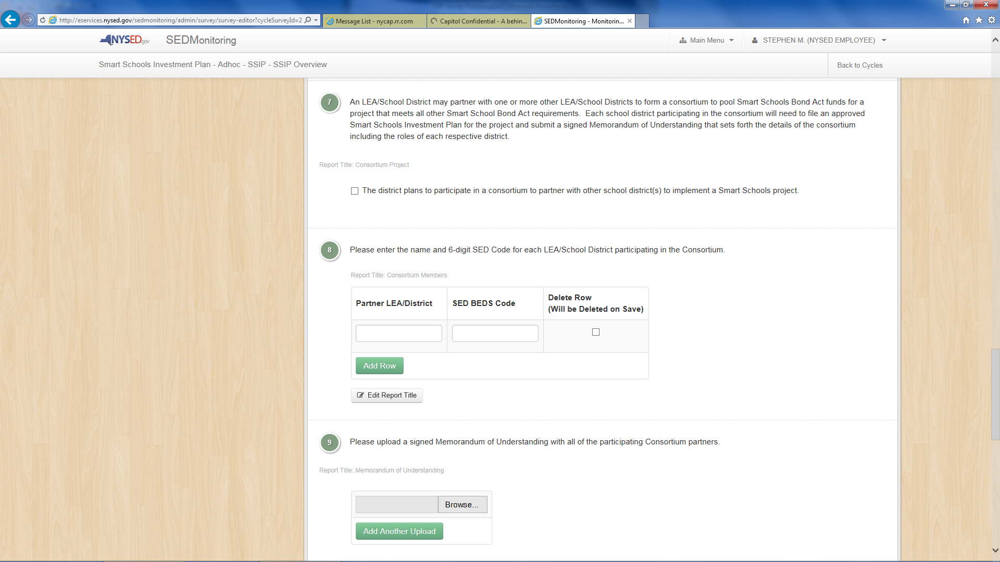 http://eservices.nysed.gov/sedmonitoring/admin/survey/survey-editor?cycleSurveyId=2
Message List - nycap.rr.com
Capitol Confidential - A behin...
SEDMonitoring - Monitorin...
NYSED.gov
SEDMonitoring
Main Menu
STEPHEN M. (NYSED EMPLOYEE)
Smart Schools Investment Plan - Adhoc - SSIP - SSIP Overview
Back to Cycles
7
An LEA/School District may partner with one or more other LEA/School Districts to form a consortium to pool Smart Schools Bond Act funds for a
project that meets all other Smart School Bond Act requirements.  Each school district participating in the consortium will need to file an approved
Smart Schools Investment Plan for the project and submit a signed Memorandum of Understanding that sets forth the details of the consortium
including the roles of each respective district.
Report Title: Consortium Project
The district plans to participate in a consortium to partner with other school district(s) to implement a Smart Schools project.
8
Please enter the name and 6-digit SED Code for each LEA/School District participating in the Consortium.
Report Title: Consortium Members
Partner LEA/District
SED BEDS Code
Delete Row
(Will be Deleted on Save)
Add Row
Edit Report Title
9
Please upload a signed Memorandum of Understanding with all of the participating Consortium partners.
Report Title: Memorandum of Understanding
Browse...
Add Another Upload